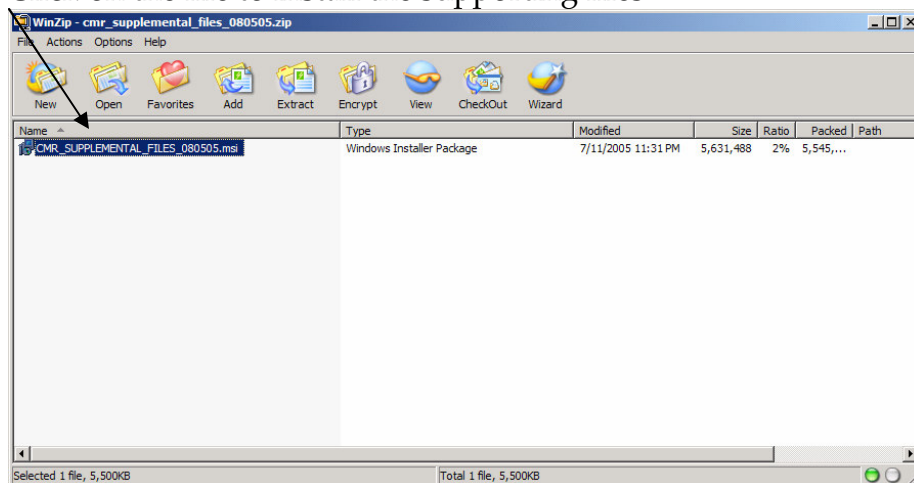 WinZip - cmr_supplemental_files_080505.zip
File Actions Options Help
New Open Favorites Add Extract Encrypt View CheckOut Wizard
Name Type Modified Size Ratio Packed Path
CMR_SUPPLEMENTAL_FILES_080505.msi Windows Installer Package 7/11/2005 11:31 PM 5,631,488 2% 5,545,...
Selected 1 file, 5,500KB Total 1 file, 5,500KB